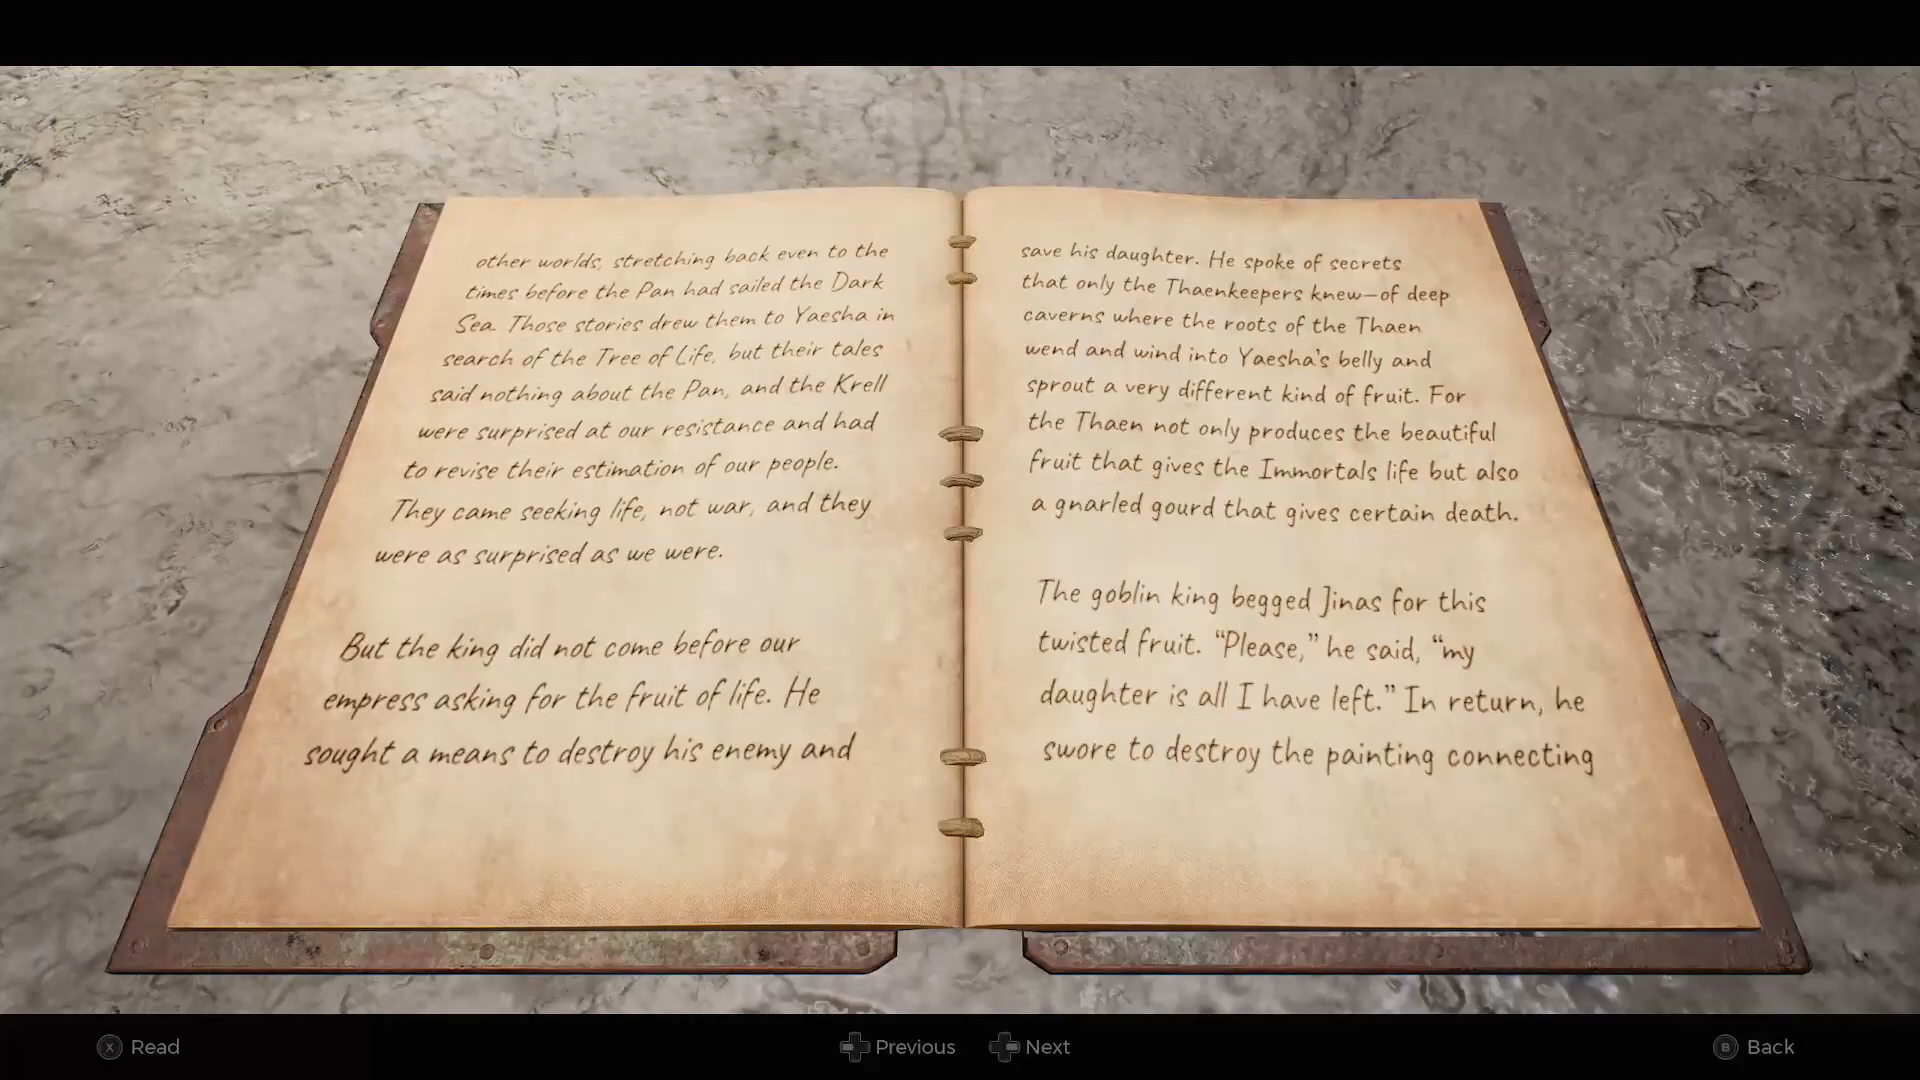 other worlds, stretching back even to the
times before the Pan had sailed the Dark
Sea. Those stories drew them to Yaesha in
search of the Tree of Life, but their tales
said nothing about the Pan, and the Krell
were surprised at our resistance and had
to revise their estimation of our people.
They came seeking life, not war, and they
were as surprised as we were.
But the king did not come before our
empress asking for the fruit of life. He
sought a means to destroy his enemy and
save his daughter. He spoke of secrets
that only the Thaenkeepers knew—of deep
caverns where the roots of the Thaen
wend and wind into Yaesha's belly and
sprout a very different kind of fruit. For
the Thaen not only produces the beautiful
fruit that gives the Immortals life but also
a gnarled gourd that gives certain death.
The goblin king begged Jinas for this
twisted fruit. “Please,” he said, “my
daughter is all I have left.” In return, he
swore to destroy the painting connecting
X Read
Previous
Next
B Back